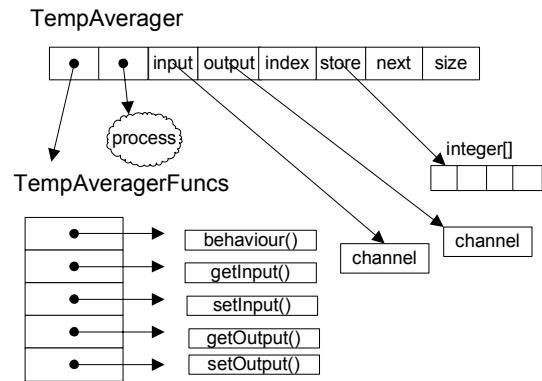 TempAverager
input output index store next size
process
integer[]
TempAveragerFuncs
behaviour()
channel
channel
getInput()
setInput()
getOutput()
setOutput()